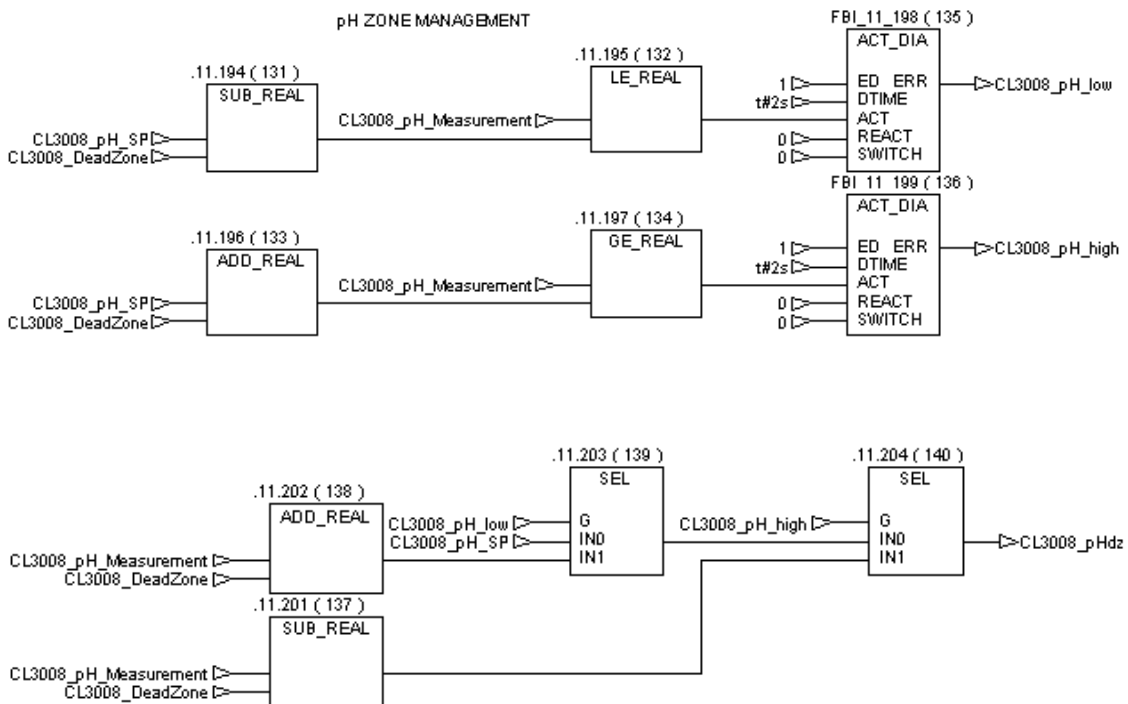 pH ZONE MANAGEMENT
FBI_11_198 ( 135 )
ACT_DIA
.11.195 ( 132 )
LE_REAL
.11.194 ( 131 )
SUB_REAL
1
ED ERR
CL3008_pH_low
t#2s
DTIME
CL3008_pH_Measurement
ACT
CL3008_pH_SP
0
REACT
CL3008_DeadZone
0
SWITCH
FBI_11_199 ( 136 )
ACT_DIA
.11.197 ( 134 )
GE_REAL
.11.196 ( 133 )
ADD_REAL
1
ED ERR
CL3008_pH_high
t#2s
DTIME
CL3008_pH_Measurement
ACT
CL3008_pH_SP
0
REACT
CL3008_DeadZone
0
SWITCH
.11.203 ( 139 )
SEL
.11.204 ( 140 )
SEL
.11.202 ( 138 )
ADD_REAL
CL3008_pH_low
G
CL3008_pH_high
G
CL3008_pH_SP
IN0
IN0
CL3008_pHdz
CL3008_pH_Measurement
IN1
IN1
CL3008_DeadZone
.11.201 ( 137 )
SUB_REAL
CL3008_pH_Measurement
CL3008_DeadZone